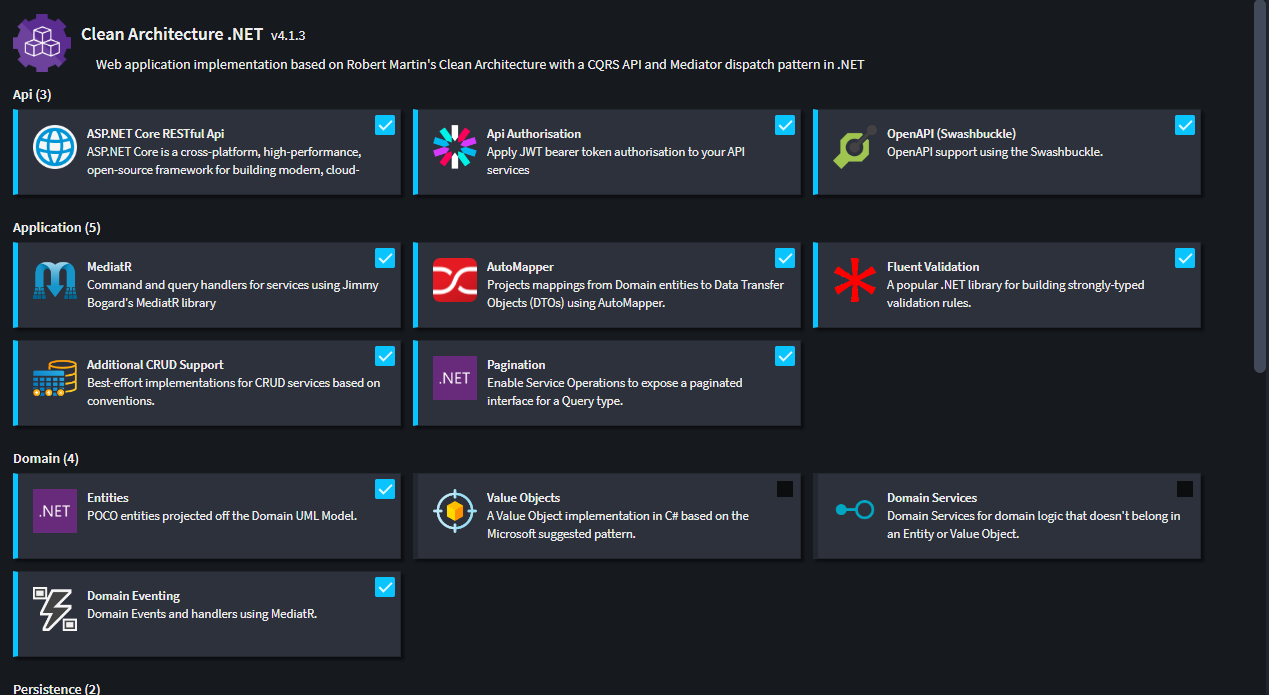 Clean Architecture .NET v4.1.3
Web application implementation based on Robert Martin's Clean Architecture with a CQRS API and Mediator dispatch pattern in .NET
Api (3)
ASP.NET Core RESTful Api
ASP.NET Core is a cross-platform, high-performance,
open-source framework for building modern, cloud-
Api Authorisation
Apply JWT bearer token authorisation to your API
services
OpenAPI (Swashbuckle)
OpenAPI support using the Swashbuckle.
Application (5)
MediatR
Command and query handlers for services using Jimmy
Bogard's MediatR library
AutoMapper
Projects mappings from Domain entities to Data Transfer
Objects (DTOs) using AutoMapper.
Fluent Validation
A popular .NET library for building strongly-typed
validation rules.
Additional CRUD Support
Best-effort implementations for CRUD services based on
conventions.
.NET
Pagination
Enable Service Operations to expose a paginated
interface for a Query type.
Domain (4)
.NET
Entities
POCO entities projected off the Domain UML Model.
Value Objects
A Value Object implementation in C# based on the
Microsoft suggested pattern.
Domain Services
Domain Services for domain logic that doesn't belong in
an Entity or Value Object.
Domain Eventing
Domain Events and handlers using MediatR.
Persistence (2)